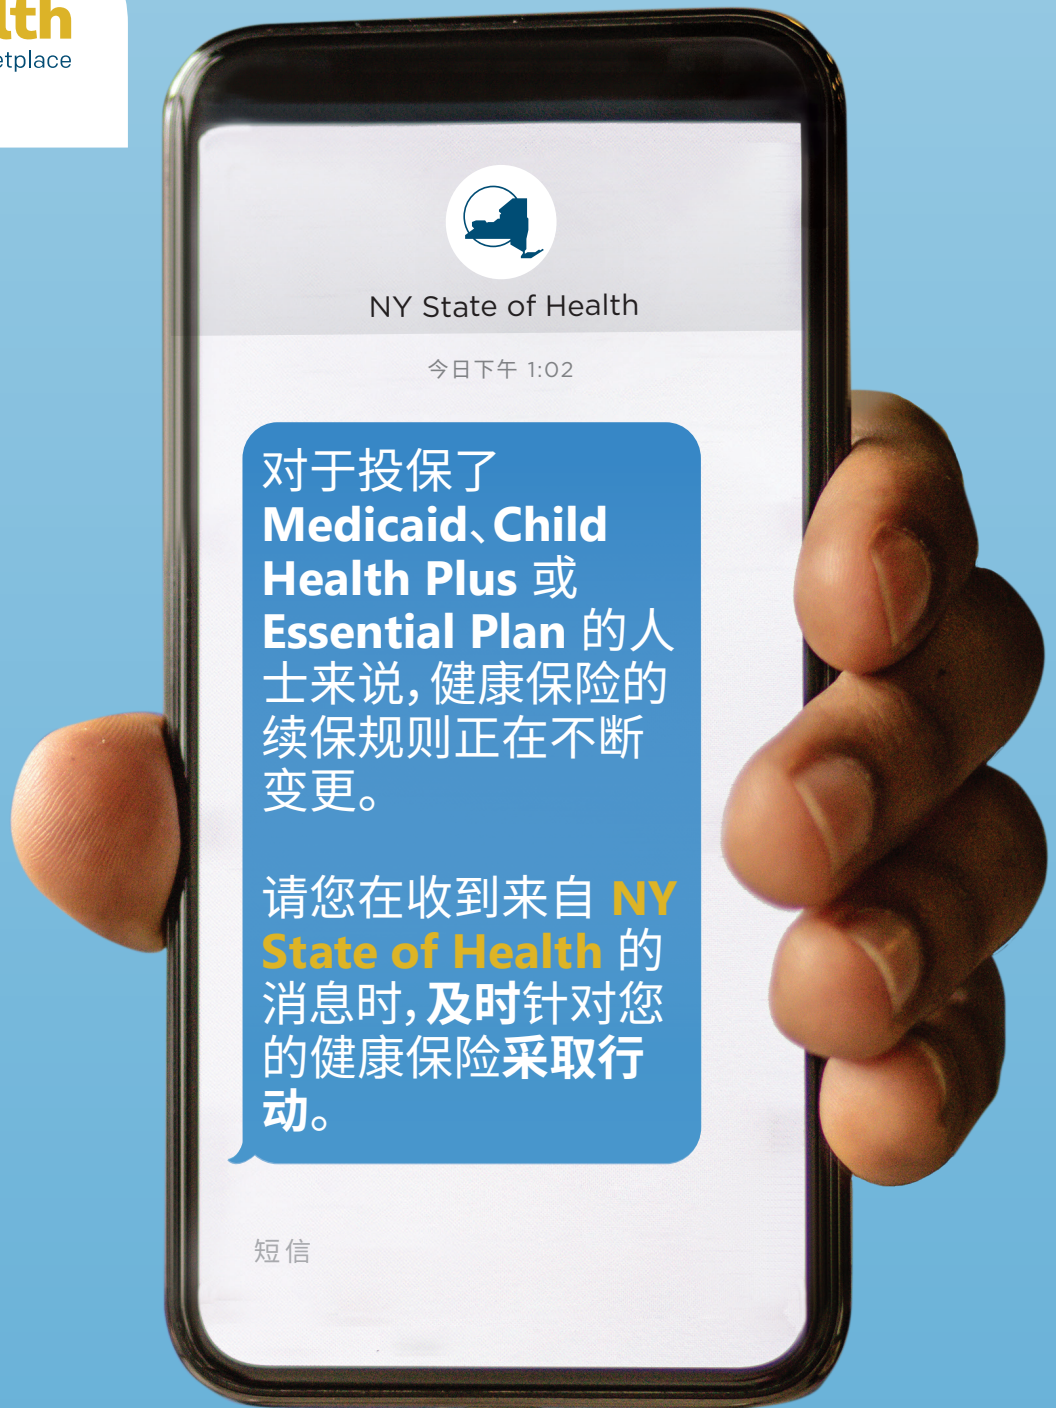 NY State of Health
今日下午 1:02
对于投保了
Medicaid、Child
Health Plus 或
Essential Plan 的人
士来说，健康保险的
续保规则正在不断
变更。
请您在收到来自 NY
State of Health 的
消息时，及时针对您
的健康保险采取行
动。
短信